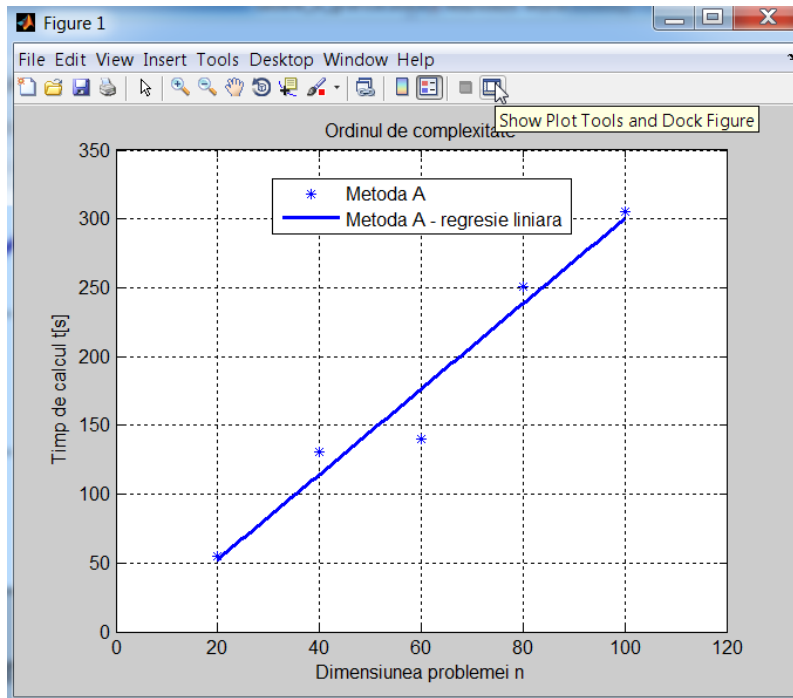 Figure 1
File Edit View Insert Tools Desktop Window Help
Show Plot Tools and Dock Figure
Ordinul de complexitate
350
300
250
200
150
100
50
0
Metoda A
Metoda A - regresie liniara
Timp de calcul t[s]
0 20 40 60 80 100 120
Dimensiunea problemei n